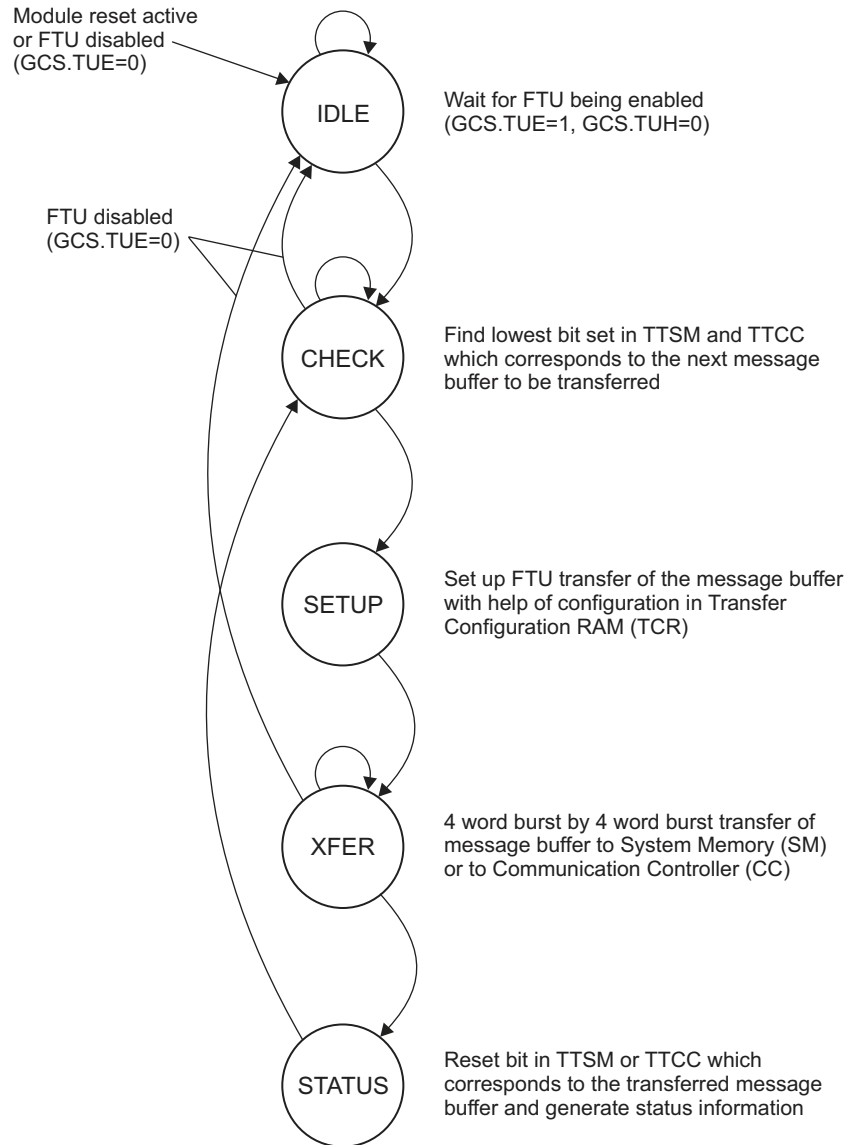 Module reset active
or FTU disabled
(GCS.TUE=0)
IDLE
Wait for FTU being enabled
(GCS.TUE=1, GCS.TUH=0)
FTU disabled
(GCS.TUE=0)
CHECK
Find lowest bit set in TTSM and TTCC
which corresponds to the next message
buffer to be transferred
SETUP
Set up FTU transfer of the message buffer
with help of configuration in Transfer
Configuration RAM (TCR)
XFER
4 word burst by 4 word burst transfer of
message buffer to System Memory (SM)
or to Communication Controller (CC)
STATUS
Reset bit in TTSM or TTCC which
corresponds to the transferred message
buffer and generate status information